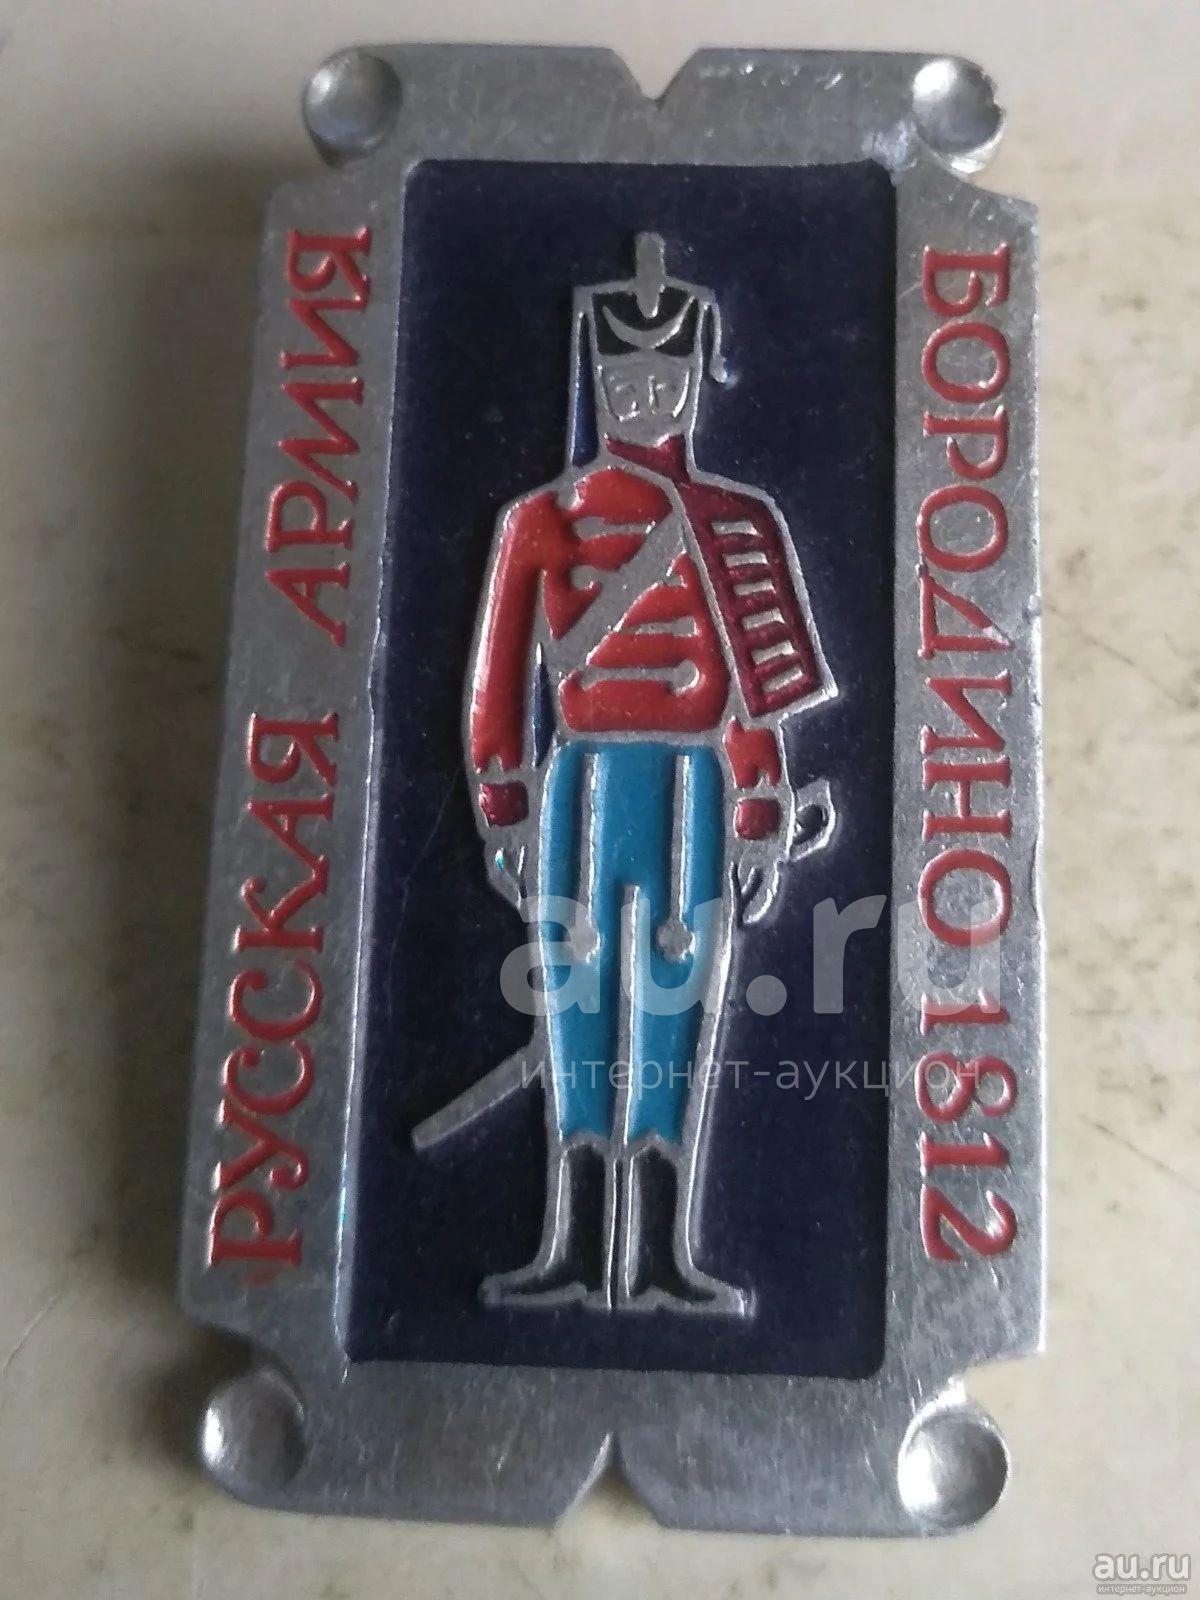 РУССКАЯ АРМИЯ
БОРОДИНО 1812
au.ru
интернет-аукцион
au.ru
интернет-аукцион